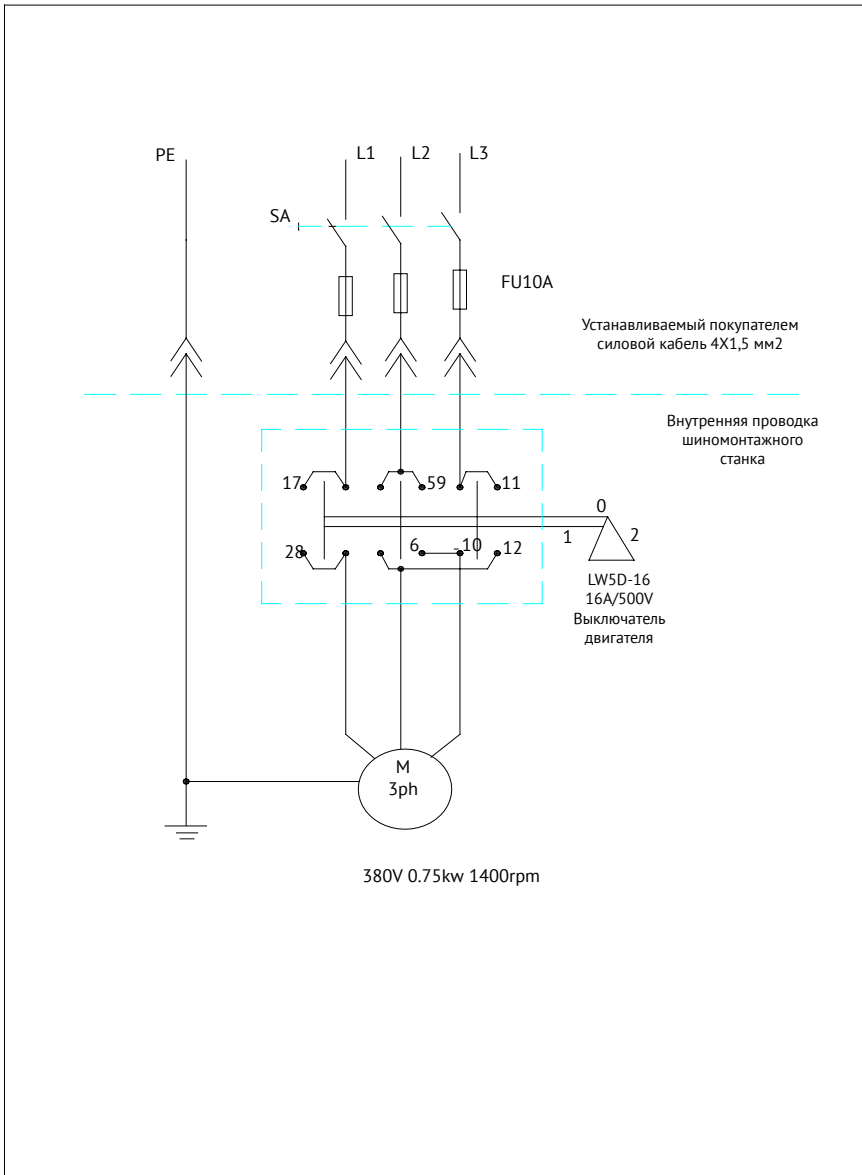 PE
L1
L2
L3
SA
FU10A
Устанавливаемый покупателем
силовой кабель 4X1,5 мм2
Внутренняя проводка
шиномонтажного
станка
17
59
11
0
1
2
28
6
-10
12
LW5D-16
16A/500V
Выключатель
двигателя
M
3ph
380V 0.75kw 1400rpm